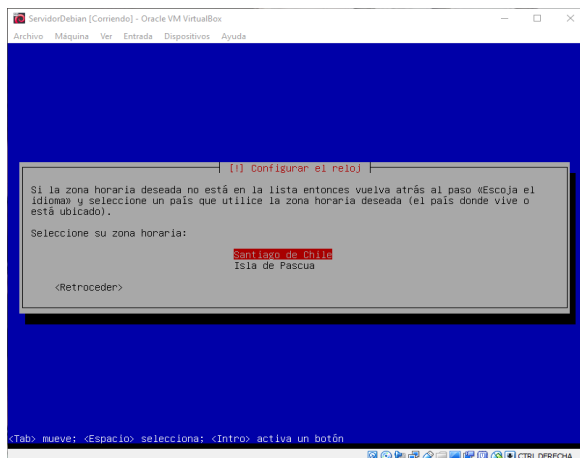 ServidorDebian [Corriendo] - Oracle VM VirtualBox
Archivo Máquina Ver Entrada Dispositivos Ayuda
[!] Configurar el reloj
Si la zona horaria deseada no está en la lista entonces vuelva atrás al paso «Escoja el
idioma» y seleccione un país que utilice la zona horaria deseada (el país donde vive o
está ubicado).
Seleccione su zona horaria:
Santiago de Chile
Isla de Pascua
<Retroceder>
<Tab> mueve; <Espacio> selecciona; <Intro> activa un botón
CTRL DERECHA